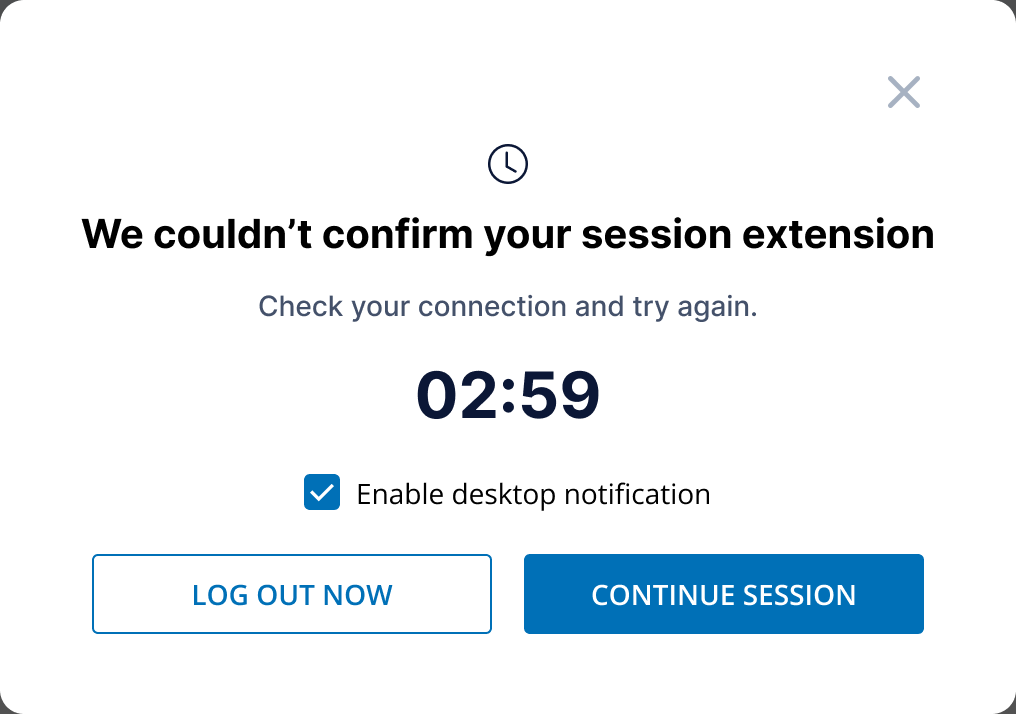 We couldn’t confirm your session extension
Check your connection and try again.
02:59
Enable desktop notification
LOG OUT NOW
CONTINUE SESSION